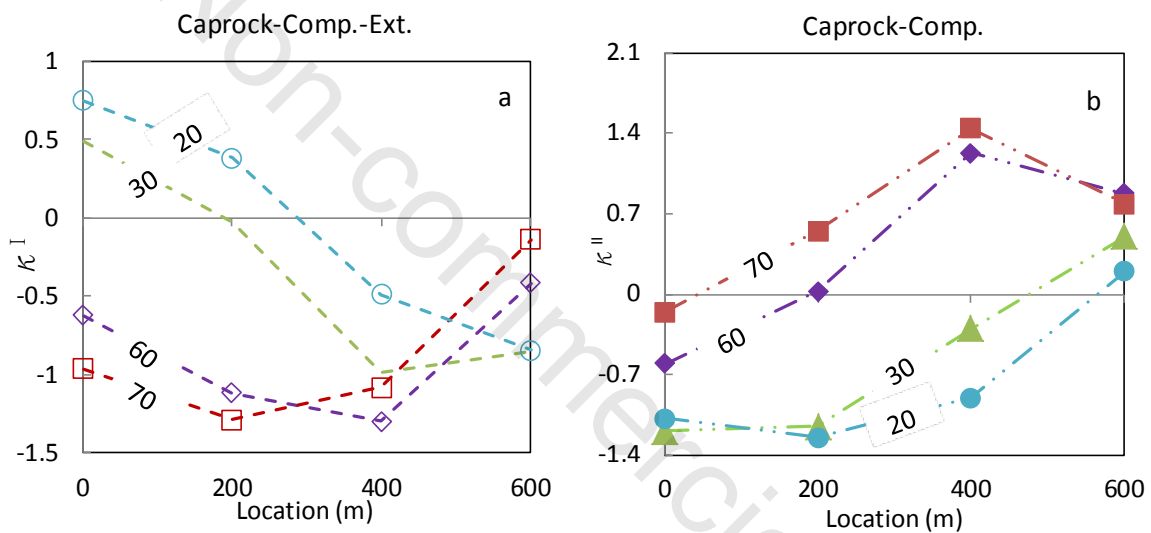 Caprock-Comp.-Ext.
1
0.5
0
-0.5
-1
-1.5
κ I
a
20
30
60
70
0 200 400 600
Location (m)
Caprock-Comp.
2.1
1.4
0.7
0
-0.7
-1.4
κ II
b
70
60
30
20
0 200 400 600
Location (m)
Non-commercia